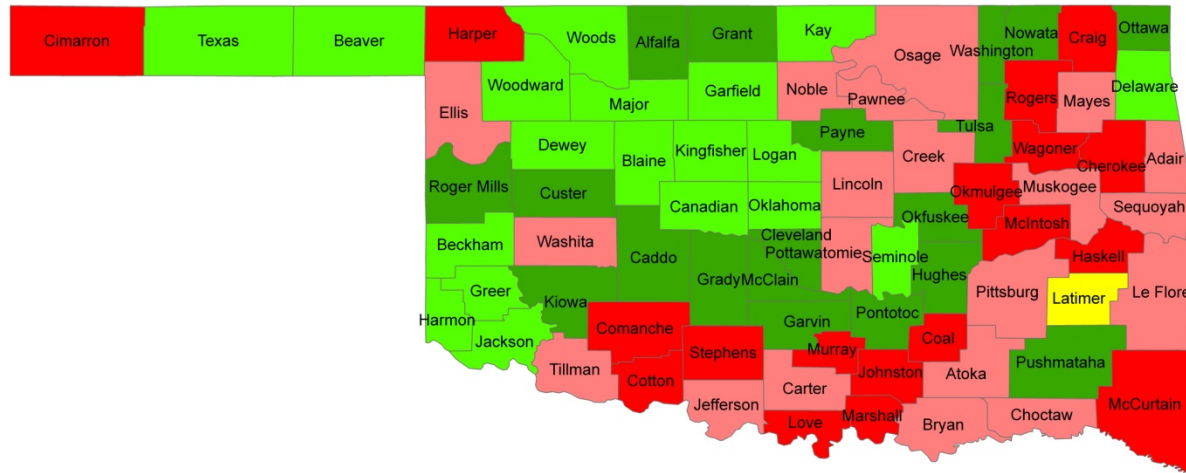 Cimarron
Texas
Beaver
Harper
Woods
Alfalfa
Grant
Kay
Osage
Washington
Nowata
Craig
Ottawa
Ellis
Woodward
Major
Garfield
Noble
Pawnee
Rogers
Mayes
Delaware
Dewey
Blaine
Kingfisher
Logan
Payne
Creek
Tulsa
Wagoner
Cherokee
Adair
Roger Mills
Custer
Canadian
Oklahoma
Lincoln
Okmulgee
Muskogee
Sequoyah
Beckham
Washita
Caddo
Grady
McClain
Cleveland
Pottawatomie
Seminole
Okfuskee
Hughes
McIntosh
Haskell
Greer
Kiowa
Harmon
Jackson
Comanche
Garvin
Pontotoc
Pittsburg
Latimer
Le Flore
Tillman
Cotton
Stephens
Murray
Coal
Johnston
Atoka
Pushmataha
Jefferson
Carter
Love
Marshall
Bryan
Choctaw
McCurtain